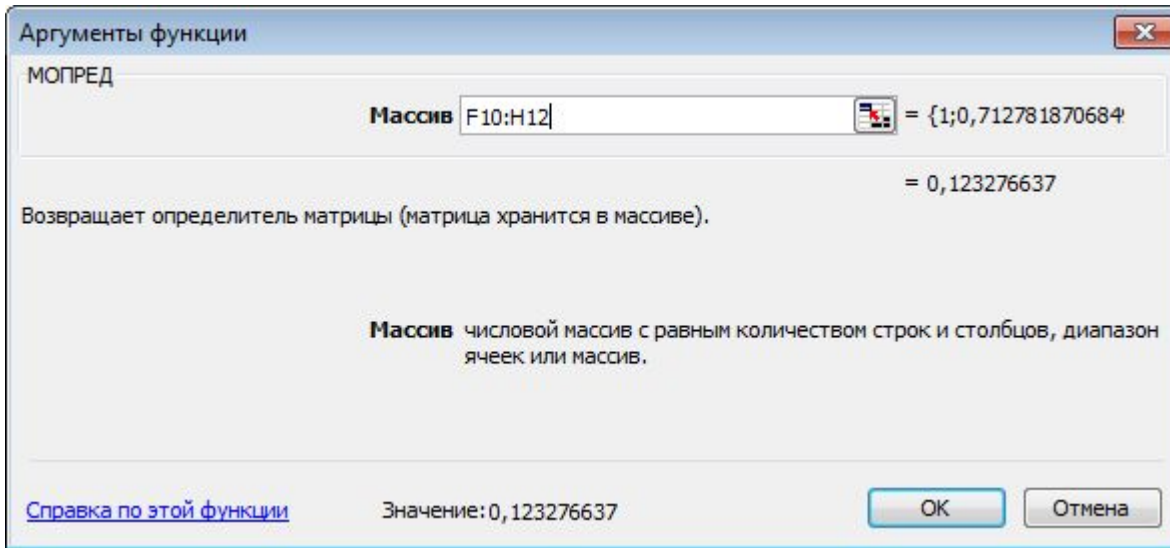 Аргументы функции
МОПРЕД
Массив F10:H12 = {1;0,712781870684
= 0,123276637
Возвращает определитель матрицы (матрица хранится в массиве).
Массив числовой массив с равным количеством строк и столбцов, диапазон
ячеек или массив.
Справка по этой функции Значение: 0,123276637 ОК Отмена